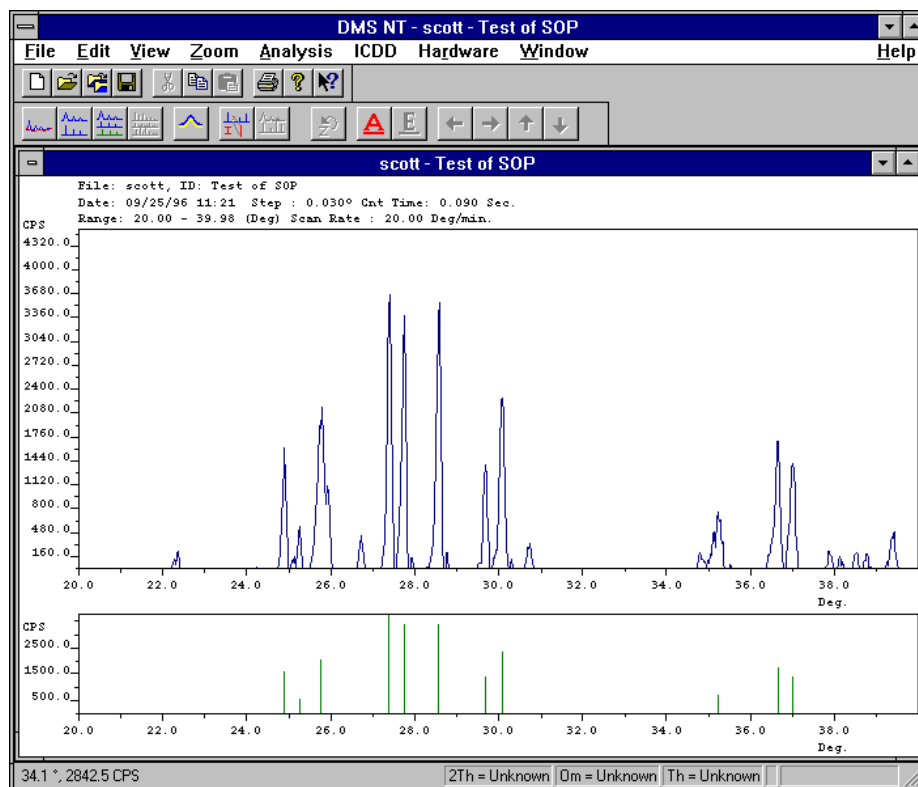 DMS NT - scott - Test of SOP
File Edit View Zoom Analysis ICDD Hardware Window Help
A E
scott - Test of SOP
File: scott, ID: Test of SOP
Date: 09/25/96 11:21 Step : 0.030º Cnt Time: 0.090 Sec.
Range: 20.00 - 39.98 (Deg) Scan Rate : 20.00 Deg/min.
CPS
4320.0
4000.0
3680.0
3360.0
3040.0
2720.0
2400.0
2080.0
1760.0
1440.0
1120.0
800.0
480.0
160.0
20.0 22.0 24.0 26.0 28.0 30.0 32.0 34.0 36.0 38.0
Deg.
CPS
2500.0
1500.0
500.0
20.0 22.0 24.0 26.0 28.0 30.0 32.0 34.0 36.0 38.0
Deg.
34.1 °, 2842.5 CPS 2Th = Unknown Om = Unknown Th = Unknown